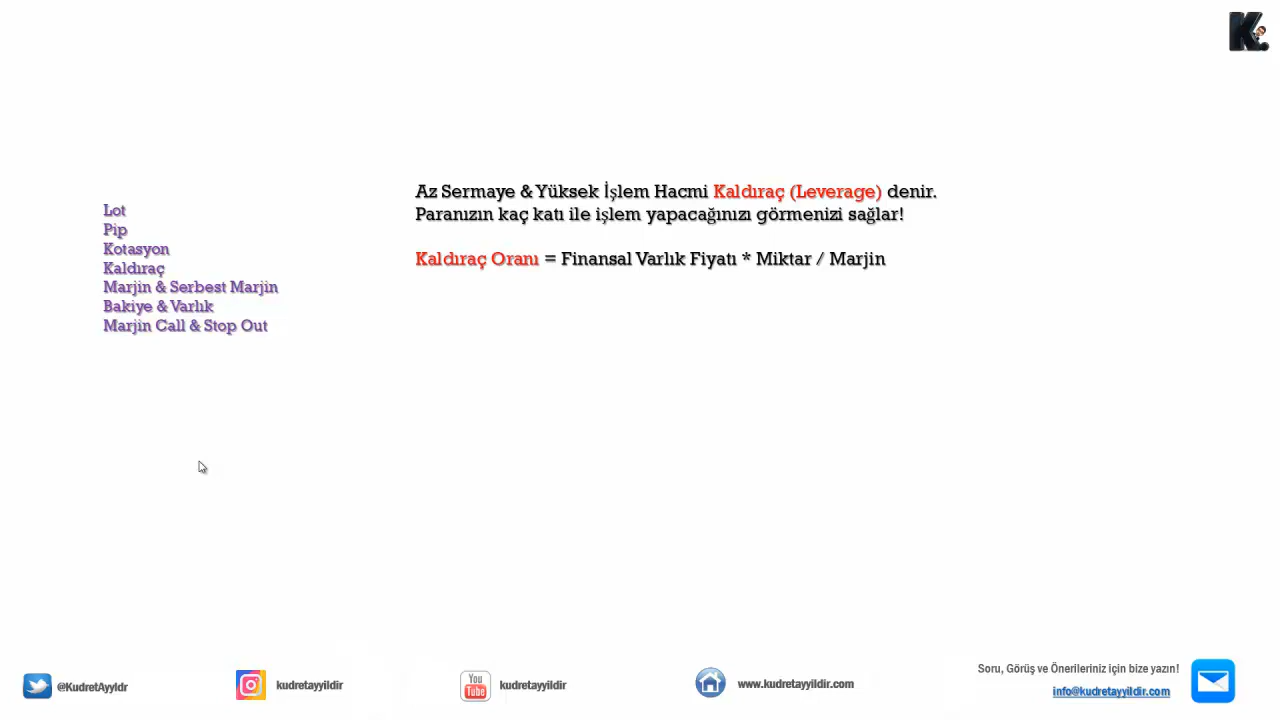 K.
Lot
Pip
Kotasyon
Kaldıraç
Marjin & Serbest Marjin
Bakiye & Varlık
Marjin Call & Stop Out
Az Sermaye & Yüksek İşlem Hacmi Kaldıraç (Leverage) denir.
Paranızın kaç katı ile işlem yapacağınızı görmenizi sağlar!
Kaldıraç Oranı = Finansal Varlık Fiyatı * Miktar / Marjin
@KudretAyyldr
kudretayyildir
You Tube
kudretayyildir
www.kudretayyildir.com
Soru, Görüş ve Önerileriniz için bize yazın!
info@kudretayyildir.com